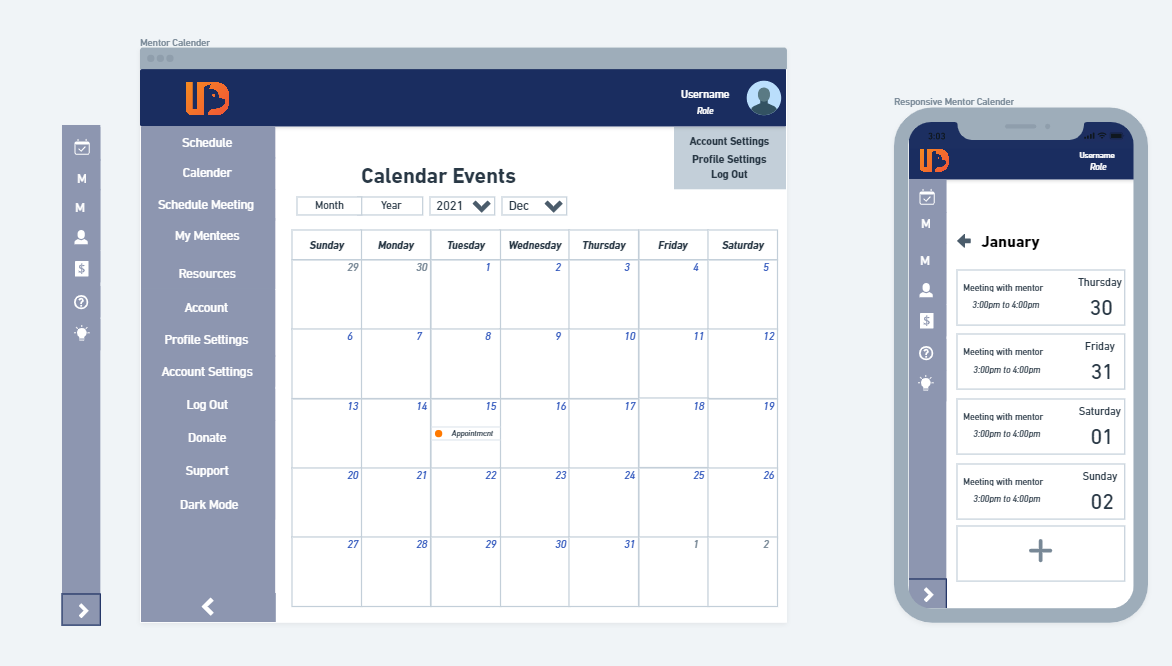 Mentor Calender
Username
Role
Account Settings
Profile Settings
Log Out
M
M
$
?
Schedule
Calender
Schedule Meeting
My Mentees
Resources
Account
Profile Settings
Account Settings
Log Out
Donate
Support
Dark Mode
Calendar Events
Month Year 2021 Dec
Sunday Monday Tuesday Wednesday Thursday Friday Saturday
29 30 1 2 3 4 5
6 7 8 9 10 11 12
13 14 15 16 17 18 19
Appointment
20 21 22 23 24 25 26
27 28 29 30 31 1 2
Responsive Mentor Calender
3:03
Username
Role
M
M
$
?
January
Meeting with mentor
3:00pm to 4:00pm
Thursday
30
Meeting with mentor
3:00pm to 4:00pm
Friday
31
Meeting with mentor
3:00pm to 4:00pm
Saturday
01
Meeting with mentor
3:00pm to 4:00pm
Sunday
02